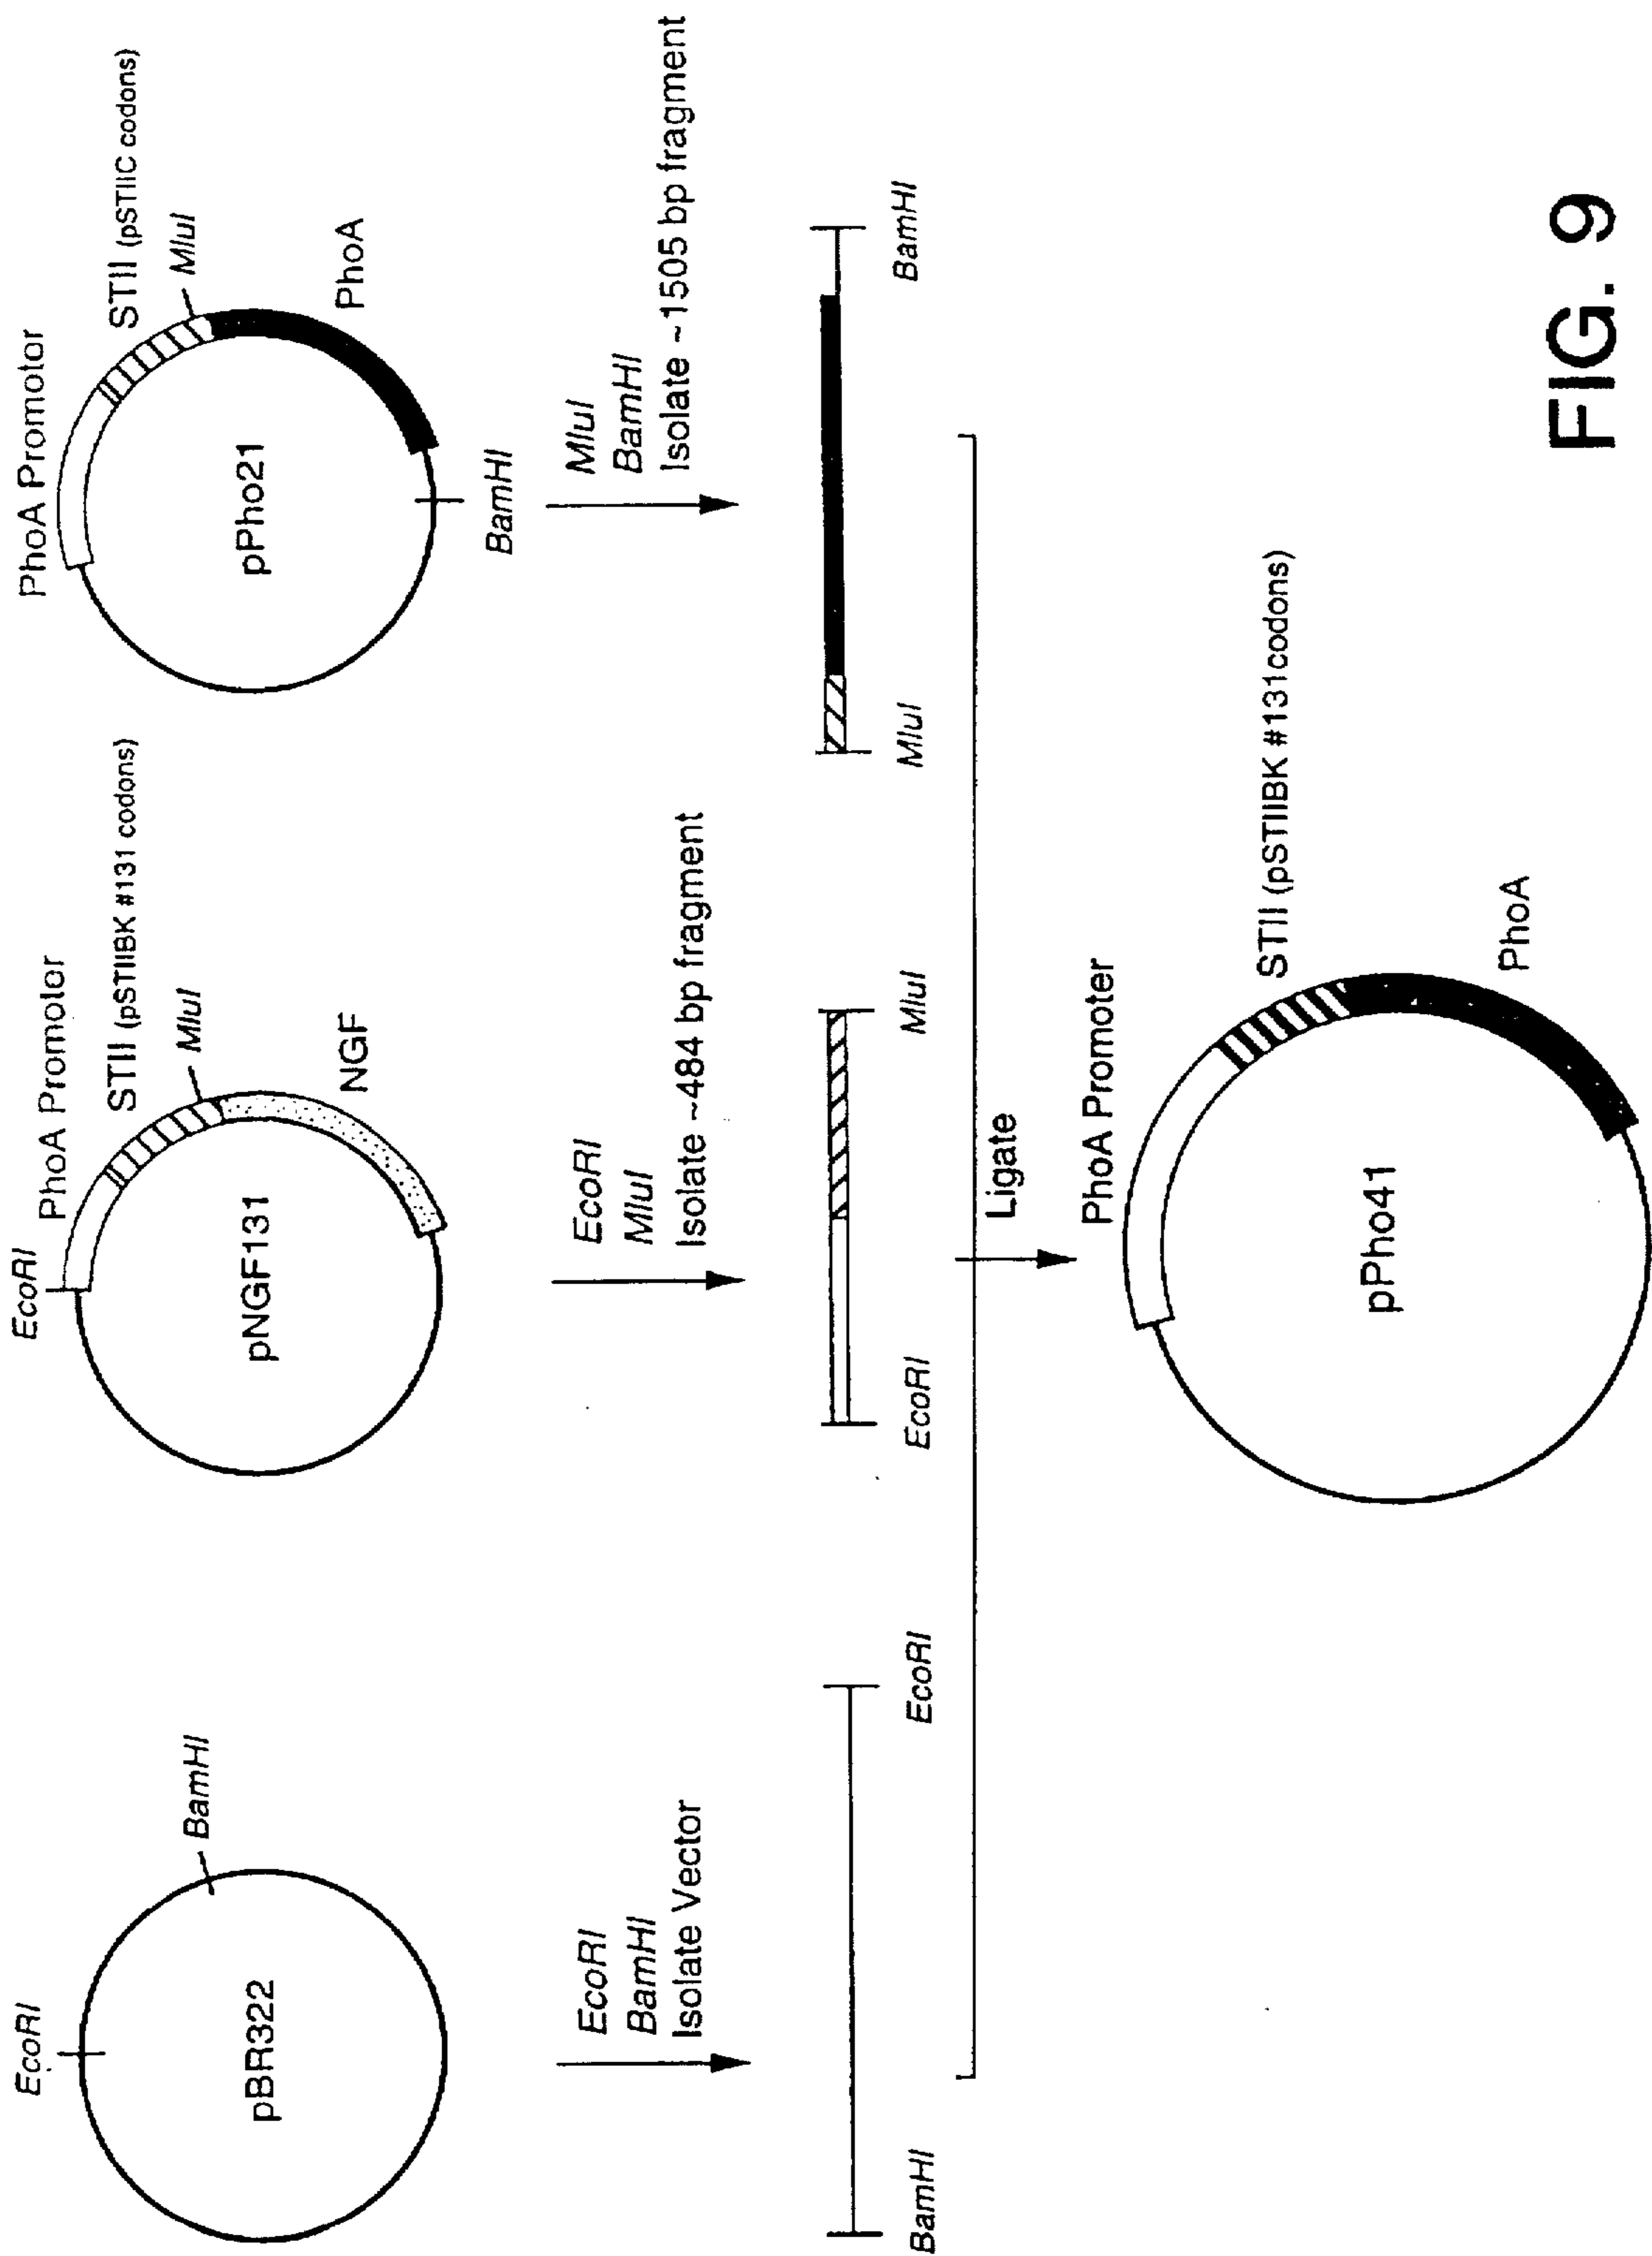 EcoRI
BamHI
pBR322
EcoRI
BamHI
Isolate Vector
BamHI
EcoRI
EcoRI
PhoA Promotor
STII (pSTIIBK #131 codons)
MluI
NGF
pNGF131
EcoRI
MluI
Isolate ~484 bp fragment
EcoRI
MluI
PhoA Promotor
STII (pSTIIC codons)
MluI
PhoA
pPho21
BamHI
MluI
BamHI
Isolate ~1505 bp fragment
MluI
BamHI
Ligate
PhoA Promoter
STII (pSTIIBK #131codons)
PhoA
pPho41
FIG. 9